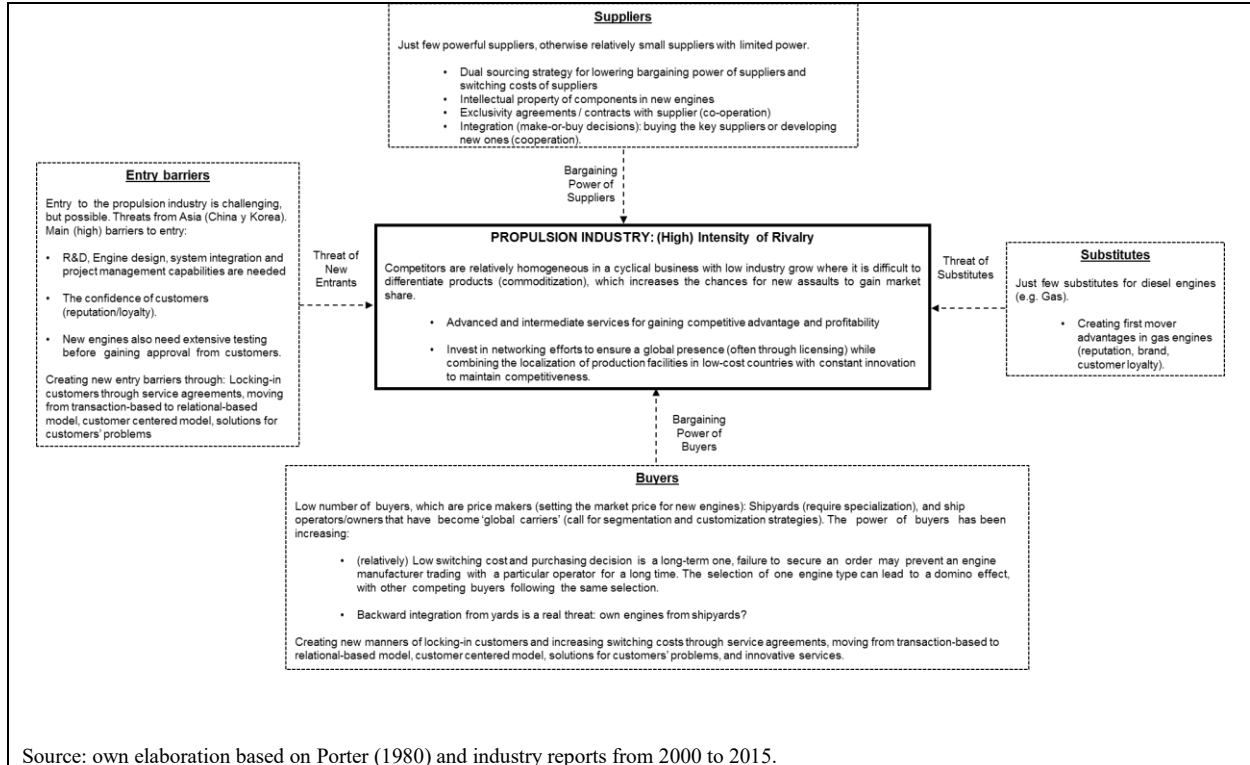 Suppliers
Just few powerful suppliers, otherwise relatively small suppliers with limited power.
• Dual sourcing strategy for lowering bargaining power of suppliers and
switching costs of suppliers
• Intellectual property of components in new engines
• Exclusivity agreements / contracts with supplier (co-operation)
• Integration (make-or-buy decisions): buying the key suppliers or developing
new ones (cooperation).
Bargaining
Power of
Suppliers
Entry barriers
Entry to the propulsion industry is challenging,
but possible. Threats from Asia (China y Korea).
Main (high) barriers to entry:
• R&D, Engine design, system integration and
project management capabilities are needed
• The confidence of customers
(reputation/loyalty).
• New engines also need extensive testing
before gaining approval from customers.
Creating new entry barriers through: Locking-in
customers through service agreements, moving
from transaction-based to relational-based
model, customer centered model, solutions for
customers' problems
Threat of
New
Entrants
PROPULSION INDUSTRY: (High) Intensity of Rivalry
Competitors are relatively homogeneous in a cyclical business with low industry grow where it is difficult to
differentiate products (commoditization), which increases the chances for new assaults to gain market
share.
• Advanced and intermediate services for gaining competitive advantage and profitability
• Invest in networking efforts to ensure a global presence (often through licensing) while
combining the localization of production facilities in low-cost countries with constant innovation
to maintain competitiveness.
Threat of
Substitutes
Substitutes
Just few substitutes for diesel engines
(e.g. Gas).
• Creating first mover
advantages in gas engines
(reputation, brand,
customer loyalty).
Bargaining
Power of
Buyers
Buyers
Low number of buyers, which are price makers (setting the market price for new engines): Shipyards (require specialization), and ship
operators/owners that have become 'global carriers' (call for segmentation and customization strategies). The power of buyers has been
increasing:
• (relatively) Low switching cost and purchasing decision is a long-term one, failure to secure an order may prevent an engine
manufacturer trading with a particular operator for a long time. The selection of one engine type can lead to a domino effect,
with other competing buyers following the same selection.
• Backward integration from yards is a real threat: own engines from shipyards?
Creating new manners of locking-in customers and increasing switching costs through service agreements, moving from transaction-based to
relational-based model, customer centered model, solutions for customers' problems, and innovative services.
Source: own elaboration based on Porter (1980) and industry reports from 2000 to 2015.